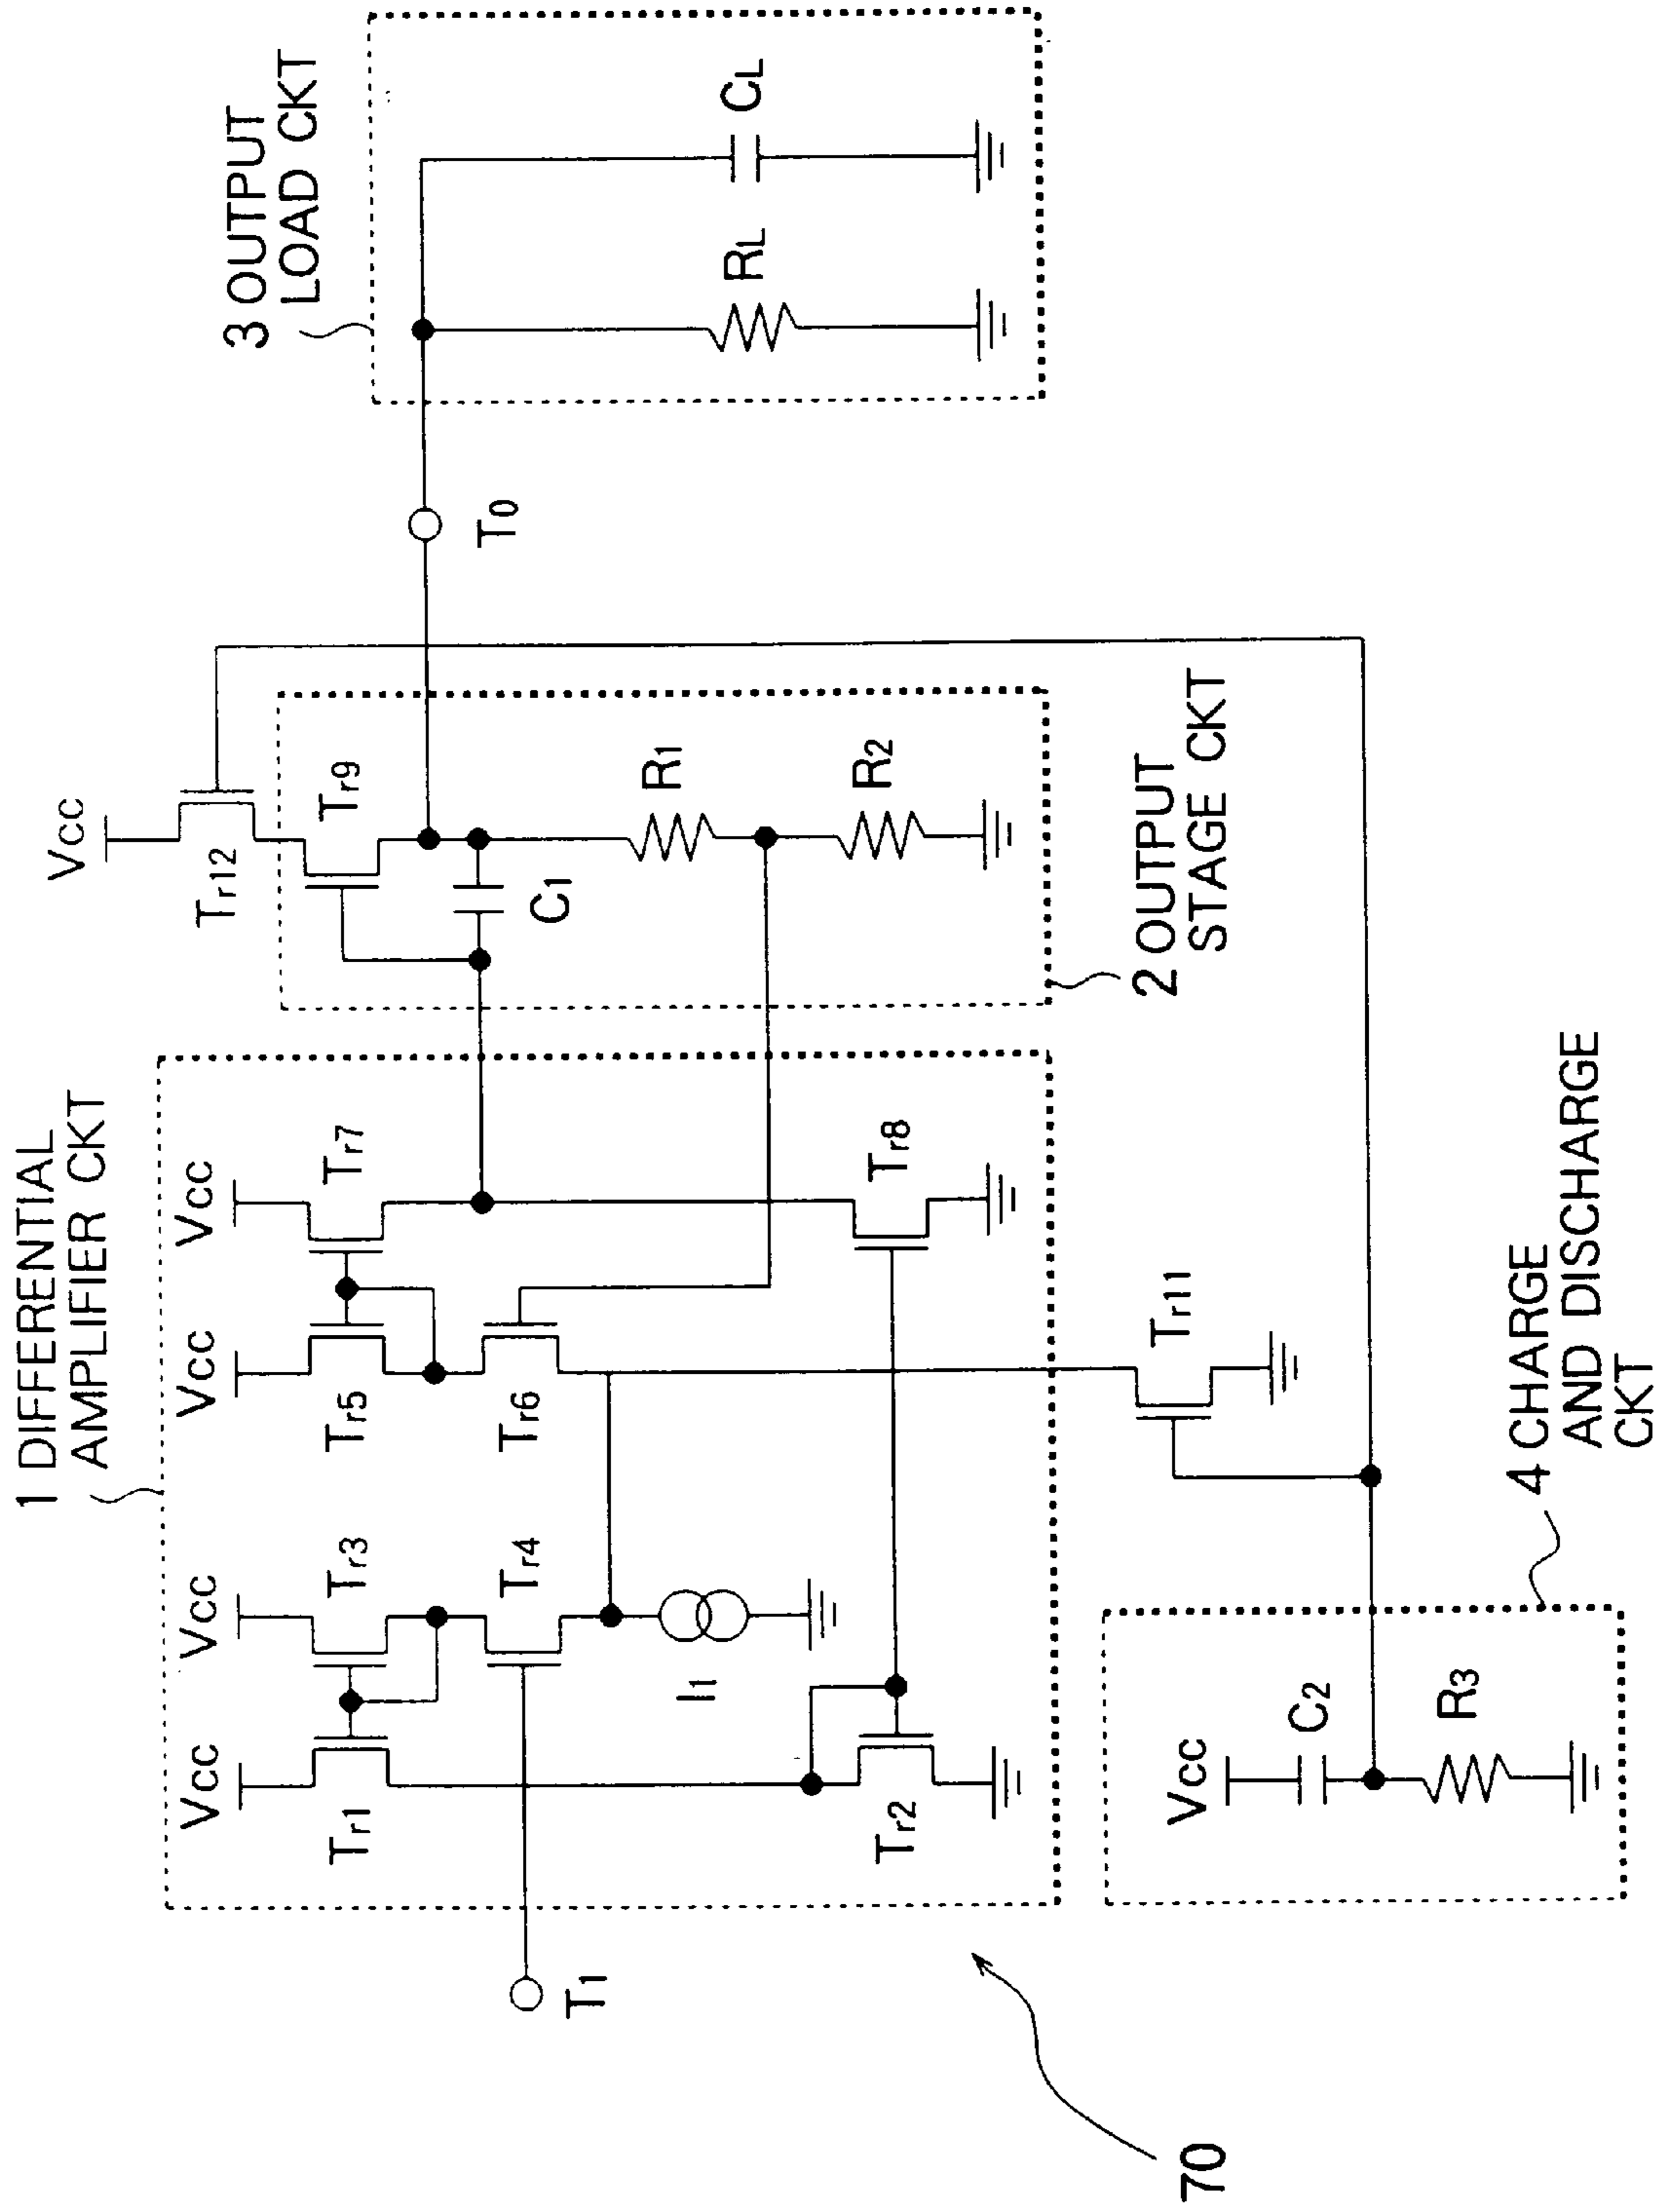 1 DIFFERENTIAL
AMPLIFIER CKT
3 OUTPUT
LOAD CKT
Vcc
Vcc
Vcc
Vcc
Vcc
Tr1
Tr3
Tr5
Tr7
Tr12
Tr9
Tr4
Tr6
T1
T0
C1
R1
RL
CL
I1
Tr2
Tr8
R2
2 OUTPUT
STAGE CKT
Vcc
C2
R3
Tr11
4 CHARGE
AND DISCHARGE
CKT
70